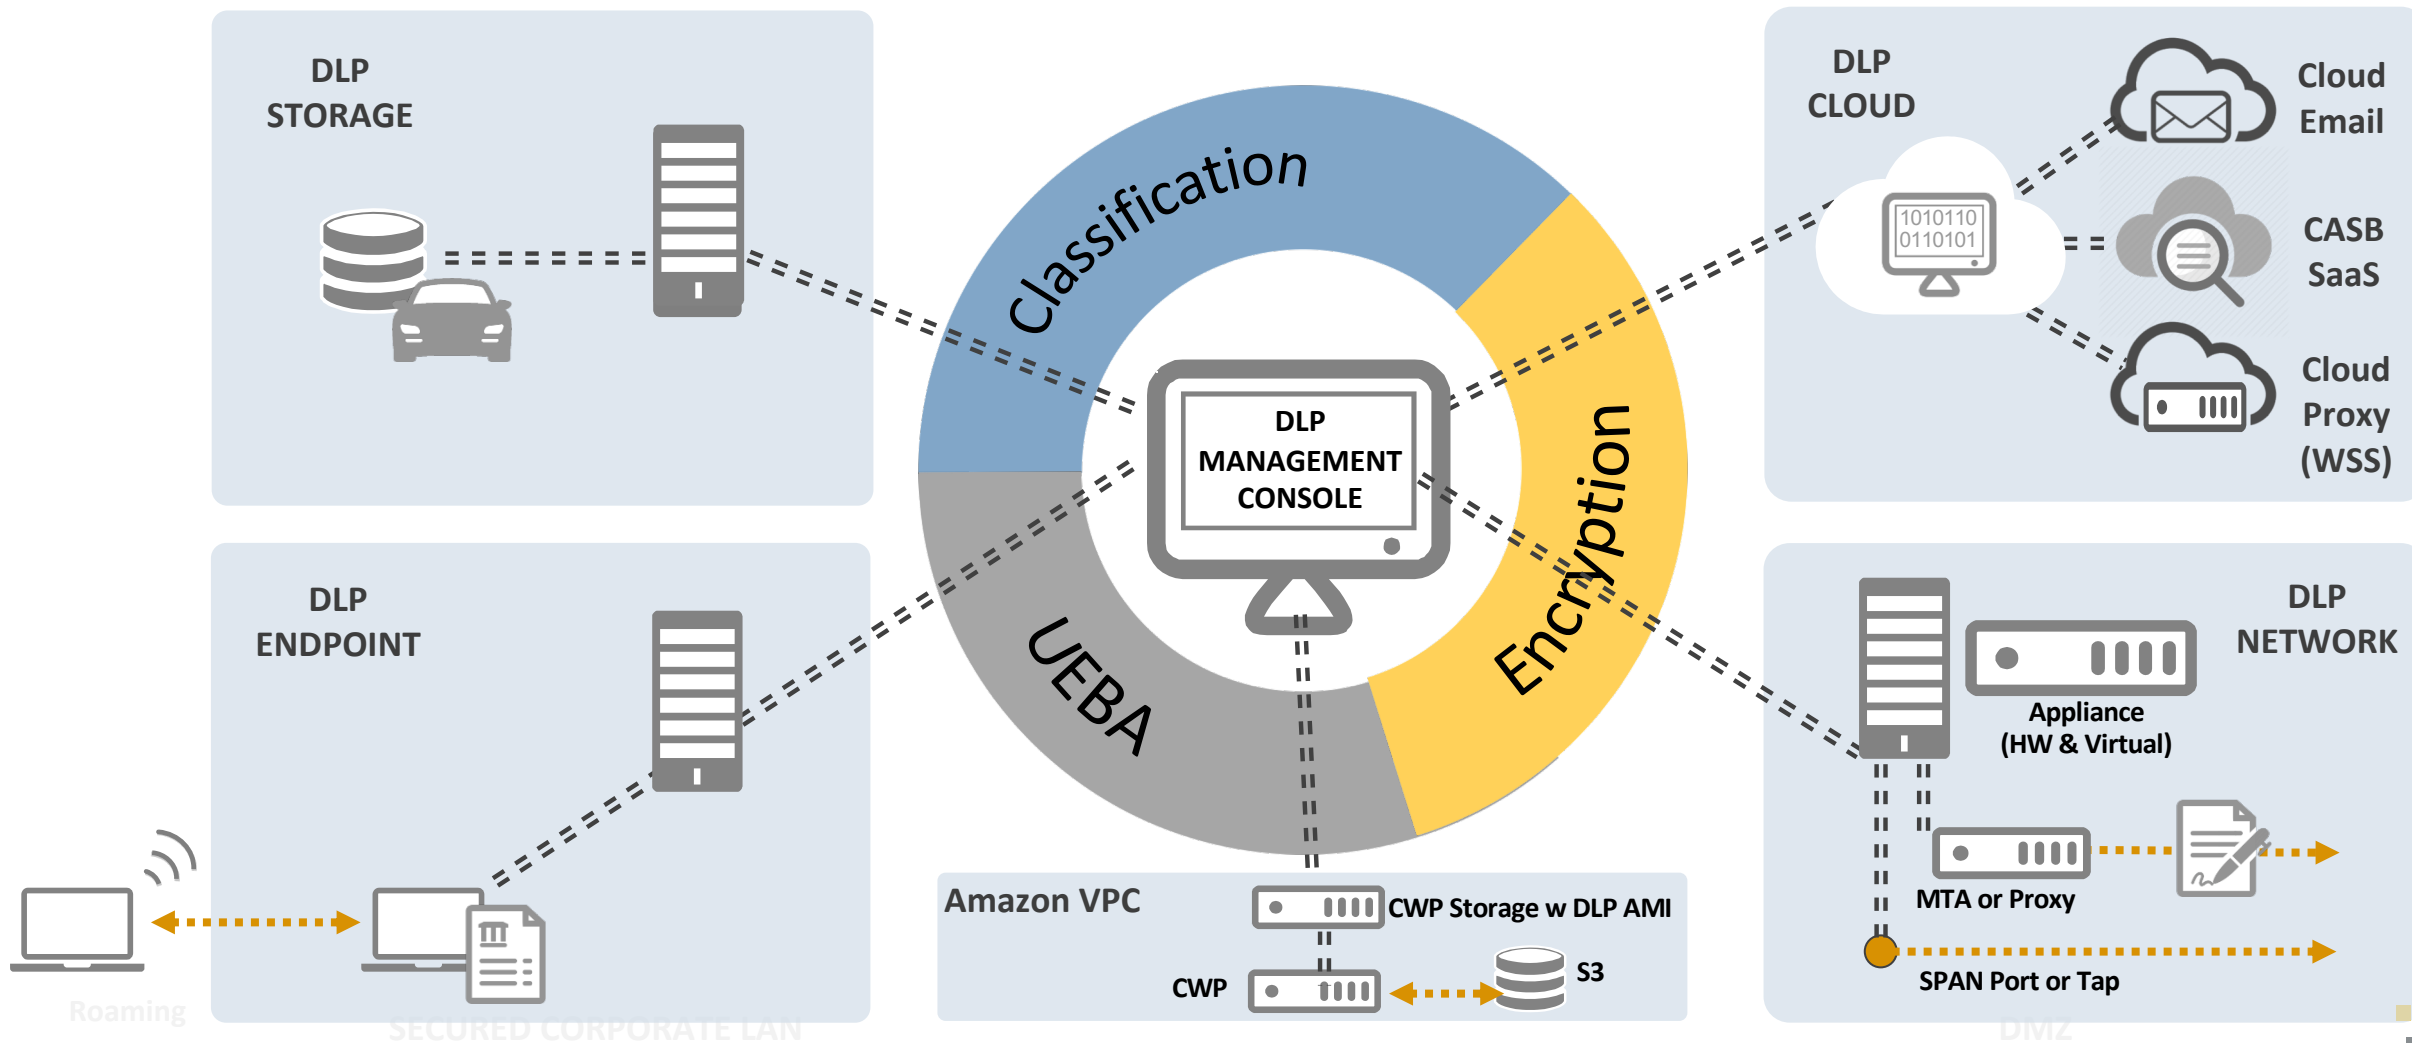 DLP
STORAGE
Classification
Encryption
UEBA
DLP
MANAGEMENT
CONSOLE
DLP
CLOUD
1010110
0110101
Cloud
Email
CASB
SaaS
Cloud
Proxy
(WSS)
DLP
ENDPOINT
Roaming
SECURED CORPORATE LAN
Amazon VPC
CWP Storage w DLP AMI
CWP
S3
DLP
NETWORK
Appliance
(HW & Virtual)
MTA or Proxy
SPAN Port or Tap
DMZ